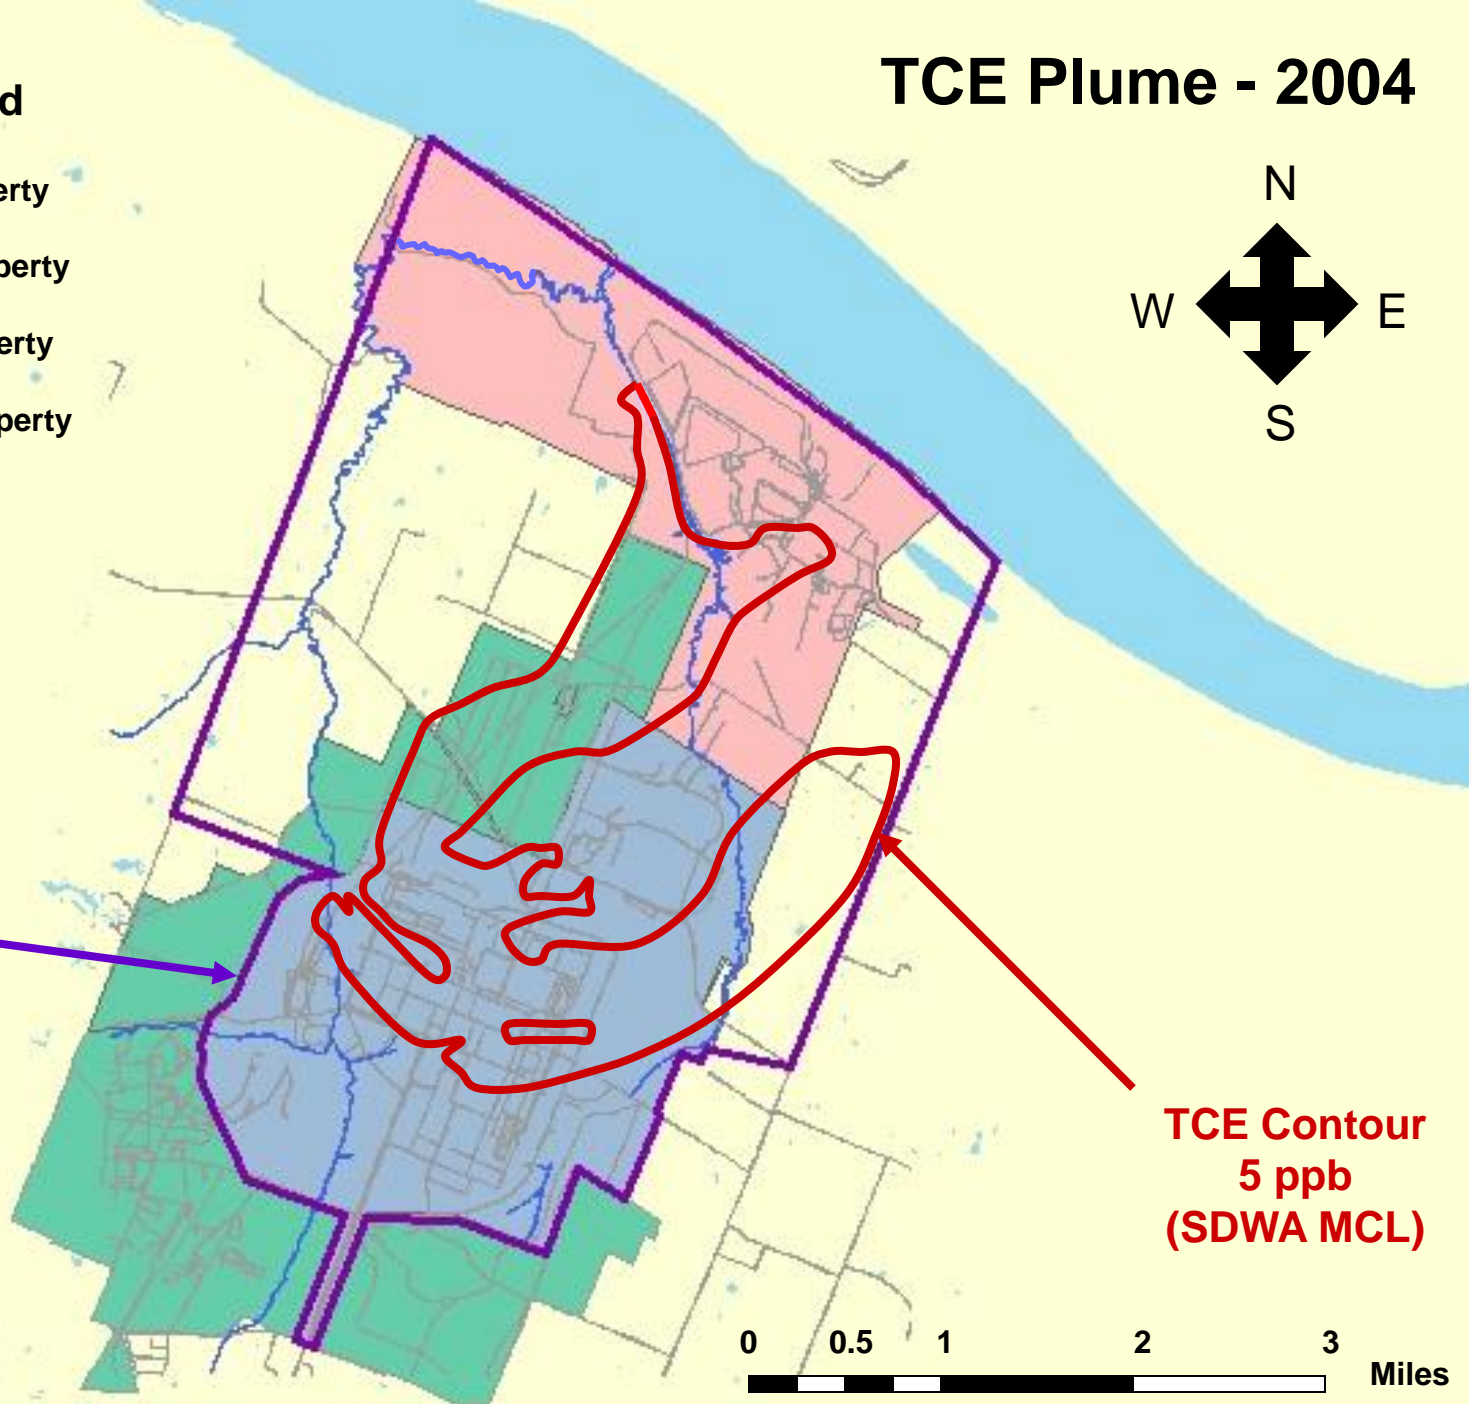 TCE Plume - 2004
d
erty
perty
erty
perty
N
W
E
S
TCE Contour
5 ppb
(SDWA MCL)
0 0.5 1 2 3
Miles